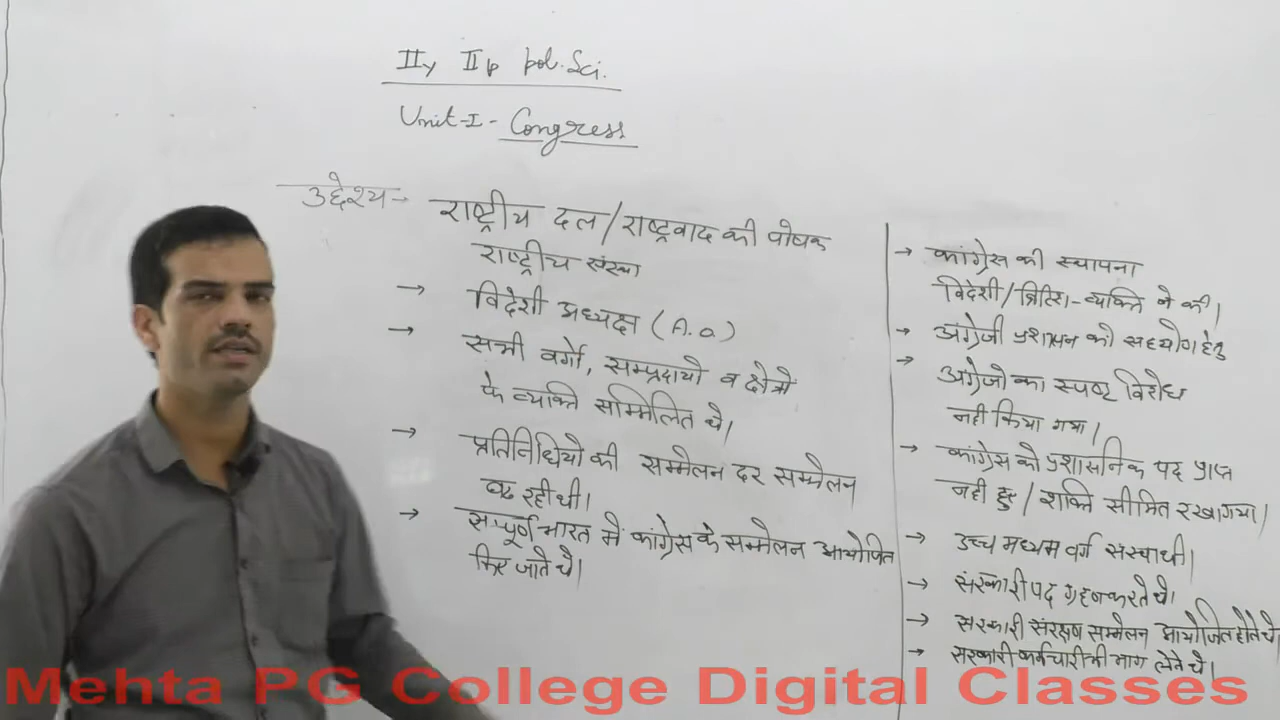 IIy IIp pol. Sci.
Unit-I- Congress
उद्देश्य- राष्ट्रीय दल/राष्ट्रवाद की पोषक
राष्ट्रीय संस्था
→ विदेशी अध्यक्ष (A.O.)
→ सभी वर्गो, सम्प्रदायो व क्षेत्रो
के व्यक्ति सम्मिलित थे।
→ प्रतिनिधियो की सम्मेलन दर सम्मेलन
बढ रही थी।
→ सम्पूर्ण भारत में कांग्रेस के सम्मेलन आयोजित
किए जाते थे।
→ कांग्रेस की स्थापना
विदेशी/ब्रिटिश-व्यक्ति ने की।
→ अंग्रेजी प्रशासन को सहयोग हेतु
→ अंग्रेजो का स्पष्ट विरोध
नही किया गया।
→ कांग्रेस को प्रशासनिक पद प्राप्त
नही हुए/शक्ति सीमित रखा गया।
→ उच्च मध्यम वर्ग संस्था थी।
→ सरकारी पद ग्रहण करते थे।
→ सरकारी संरक्षण सम्मेलन आयोजित होते थे
→ सरकारी कर्मचारी भी भाग लेते थे।
Mehta PG College Digital Classes